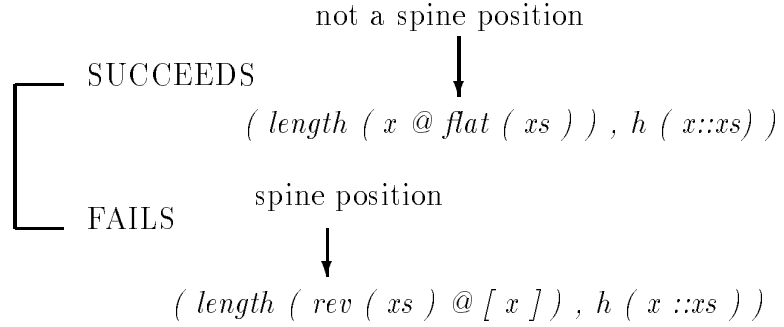 not a spine position
SUCCEEDS
( length ( x @ flat ( xs ) ) , h ( x::xs) )
spine position
FAILS
( length ( rev ( xs ) @ [ x ] ) , h ( x ::xs ) )